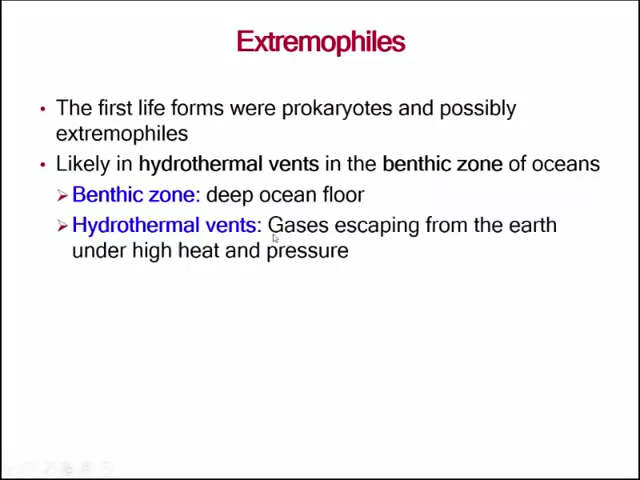 Extremophiles
• The first life forms were prokaryotes and possibly
extremophiles
• Likely in hydrothermal vents in the benthic zone of oceans
➢ Benthic zone: deep ocean floor
➢ Hydrothermal vents: Gases escaping from the earth
under high heat and pressure